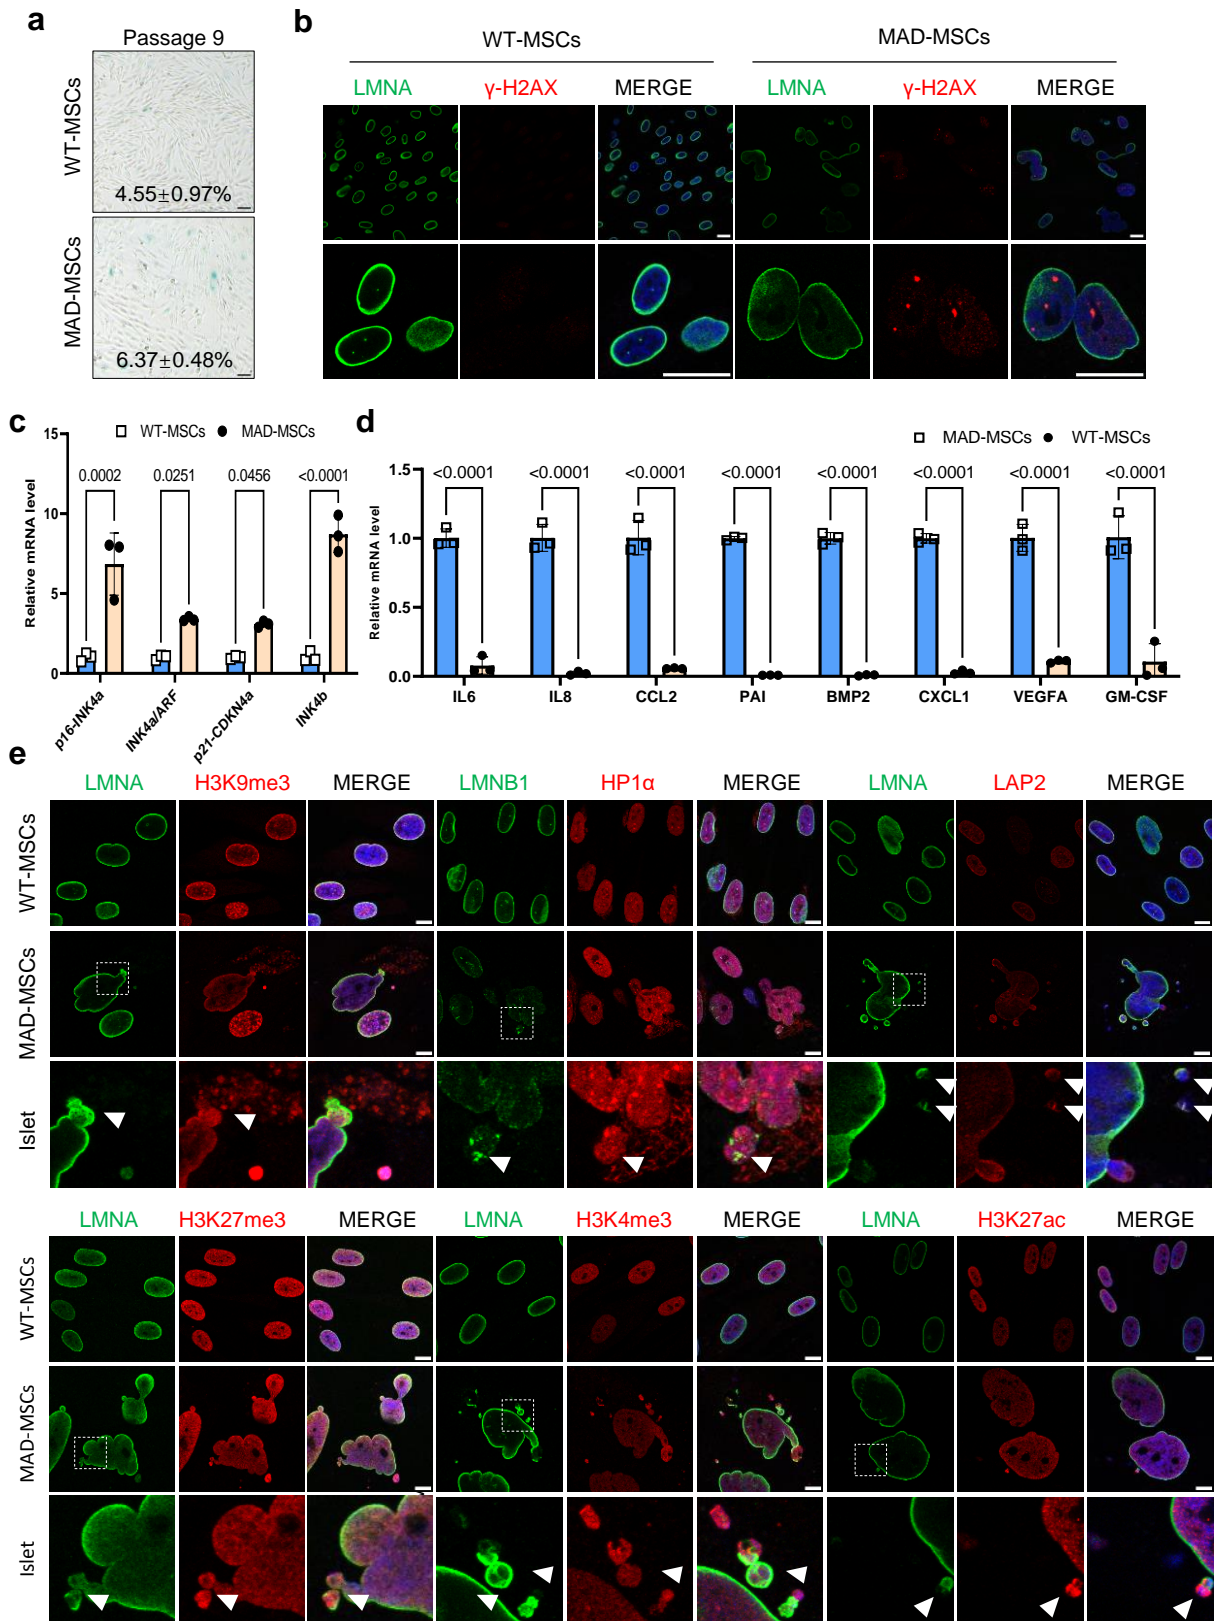 a
Passage 9
WT-MSCs
4.55±0.97%
MAD-MSCs
6.37±0.48%
b
WT-MSCs
MAD-MSCs
LMNA γ-H2AX MERGE LMNA γ-H2AX MERGE
c
WT-MSCs MAD-MSCs
Relative mRNA level
15
10
5
0
0.0002 0.0251 0.0456 <0.0001
p16-INK4a INK4a/ARF p21-CDKN4a INK4b
d
MAD-MSCs WT-MSCs
Relative mRNA level
1.5
1.0
0.5
0.0
<0.0001 <0.0001 <0.0001 <0.0001 <0.0001 <0.0001 <0.0001 <0.0001
IL6 IL8 CCL2 PAI BMP2 CXCL1 VEGFA GM-CSF
e
LMNA H3K9me3 MERGE LMNB1 HP1α MERGE LMNA LAP2 MERGE
WT-MSCs
MAD-MSCs
Islet
LMNA H3K27me3 MERGE LMNA H3K4me3 MERGE LMNA H3K27ac MERGE
WT-MSCs
MAD-MSCs
Islet